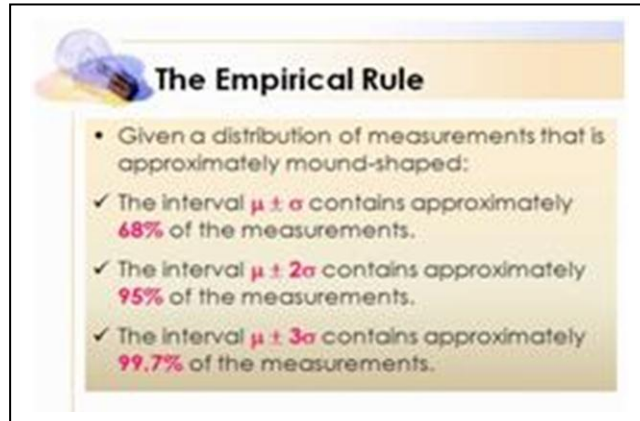 The Empirical Rule
• Given a distribution of measurements that is
approximately mound-shaped:
✓ The interval μ ± σ contains approximately
68% of the measurements.
✓ The interval μ ± 2σ contains approximately
95% of the measurements.
✓ The interval μ ± 3σ contains approximately
99.7% of the measurements.